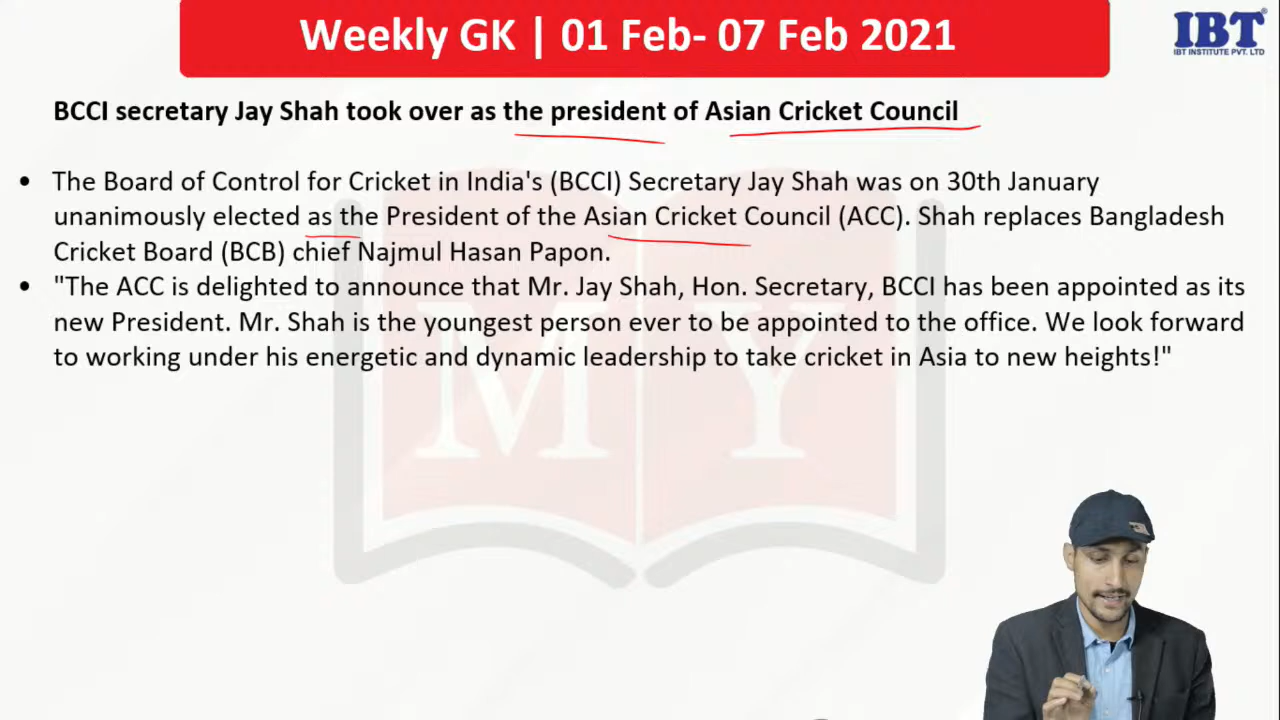 Weekly GK | 01 Feb- 07 Feb 2021
IBT
IBT INSTITUTE PVT. LTD
BCCI secretary Jay Shah took over as the president of Asian Cricket Council
• The Board of Control for Cricket in India's (BCCI) Secretary Jay Shah was on 30th January
unanimously elected as the President of the Asian Cricket Council (ACC). Shah replaces Bangladesh
Cricket Board (BCB) chief Najmul Hasan Papon.
• "The ACC is delighted to announce that Mr. Jay Shah, Hon. Secretary, BCCI has been appointed as its
new President. Mr. Shah is the youngest person ever to be appointed to the office. We look forward
to working under his energetic and dynamic leadership to take cricket in Asia to new heights!"
M Y